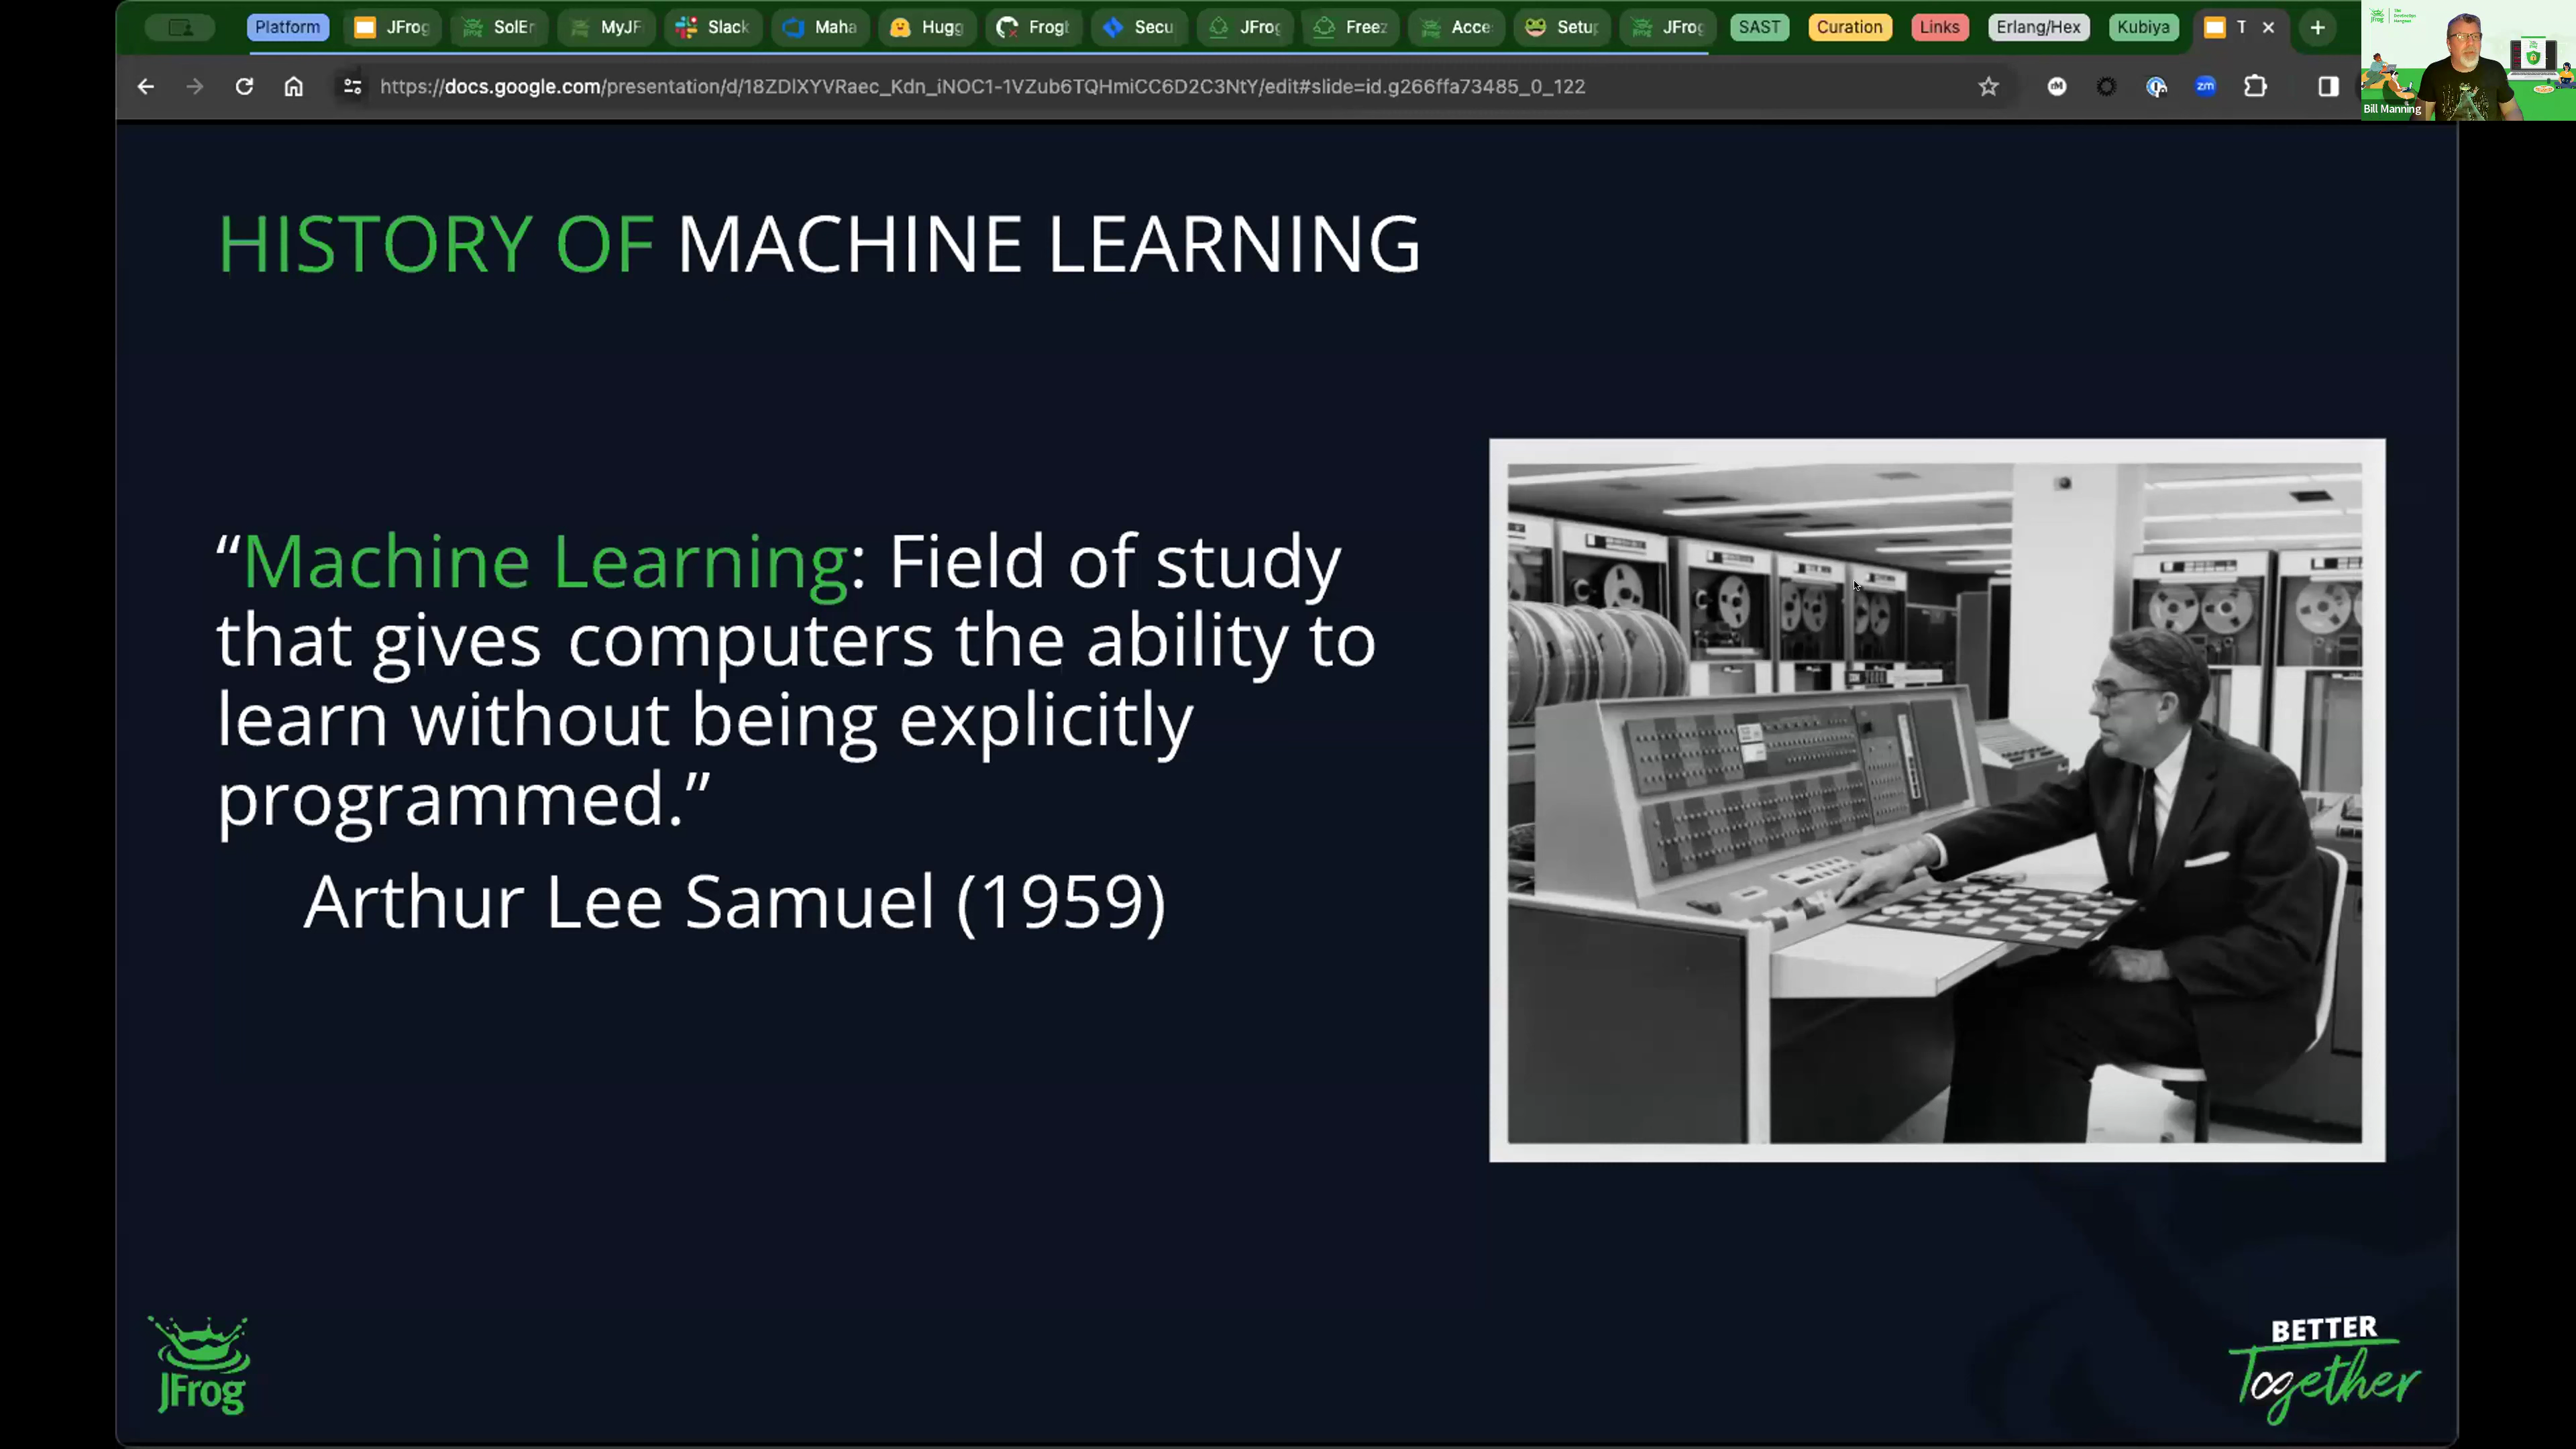 Platform
JFrog
SolEn
MyJF
Slack
Maha
Hugg
Frogl
Secu
JFrog
Freez
Acce
Setup
JFrog
SAST
Curation
Links
Erlang/Hex
Kubiya
T
https://docs.google.com/presentation/d/18ZDlXYVRaec_Kdn_iNOC1-1VZub6TQHmiCC6D2C3NtY/edit#slide=id.g266ffa73485_0_122
zm
Bill Manning
HISTORY OF MACHINE LEARNING
“Machine Learning: Field of study
that gives computers the ability to
learn without being explicitly
programmed.”
Arthur Lee Samuel (1959)
JFrog
BETTER
Together